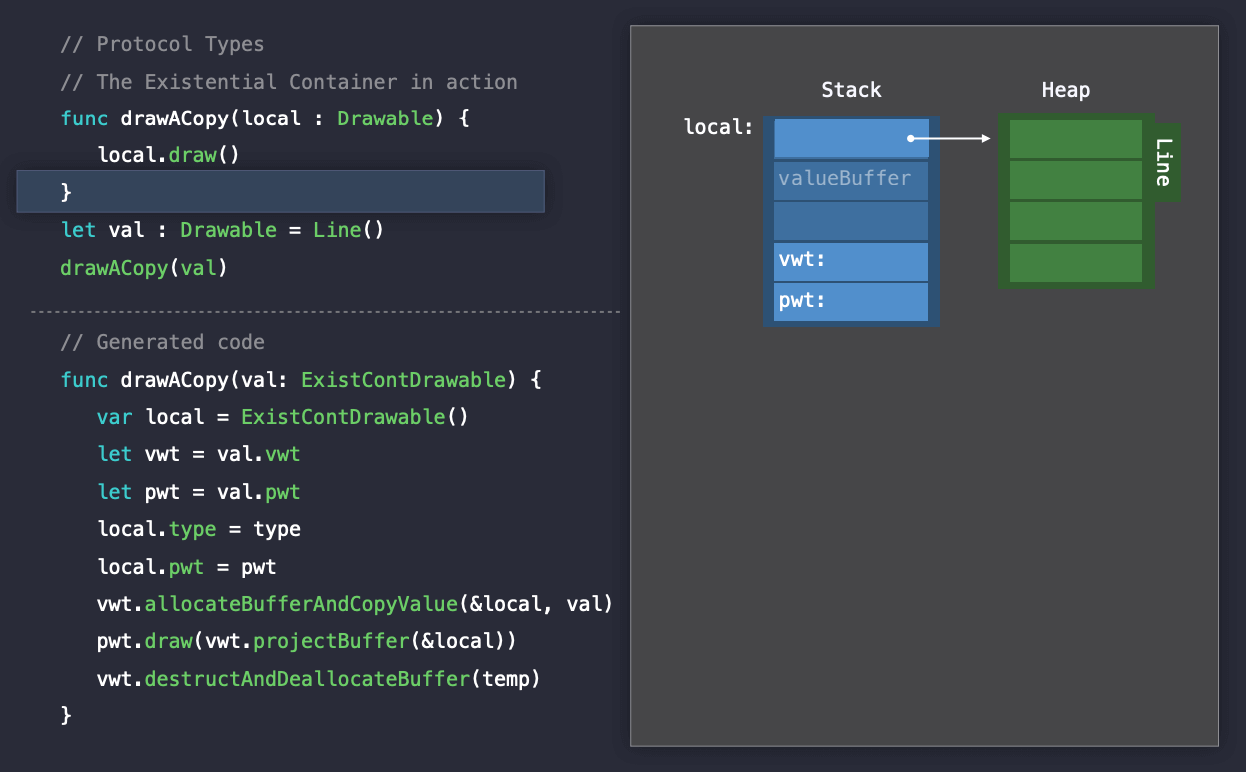 // Protocol Types
// The Existential Container in action
func drawACopy(local : Drawable) {
local.draw()
}
let val : Drawable = Line()
drawACopy(val)
// Generated code
func drawACopy(val: ExistContDrawable) {
var local = ExistContDrawable()
let vwt = val.vwt
let pwt = val.pwt
local.type = type
local.pwt = pwt
vwt.allocateBufferAndCopyValue(&local, val)
pwt.draw(vwt.projectBuffer(&local))
vwt.destructAndDeallocateBuffer(temp)
}
Stack
Heap
local:
valueBuffer
vwt:
pwt:
Line